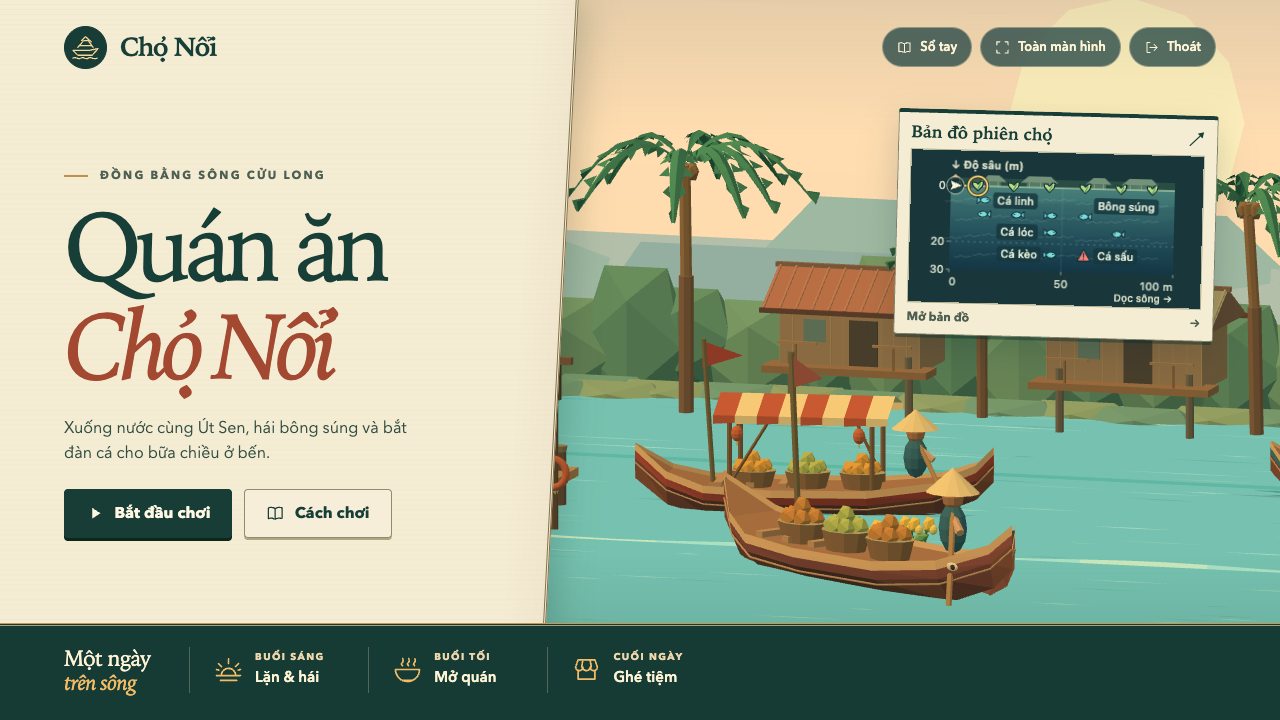 Chợ Nổi
Sổ tay
Toàn màn hình
Thoát
ĐỒNG BẰNG SÔNG CỬU LONG
Quán ăn
Chợ Nổi
Xuống nước cùng Út Sen, hái bông súng và bắt
đàn cá cho bữa chiều ở bến.
Bắt đầu chơi
Cách chơi
Bản đồ phiên chợ
↓ Độ sâu (m)
0
Cá linh
Bông súng
Cá lóc
20
Cá kèo
Cá sấu
30
0
50
100 m
Dọc sông →
Mở bản đồ →
Một ngày
trên sông
BUỔI SÁNG
Lặn & hái
BUỔI TỐI
Mở quán
CUỐI NGÀY
Ghé tiệm